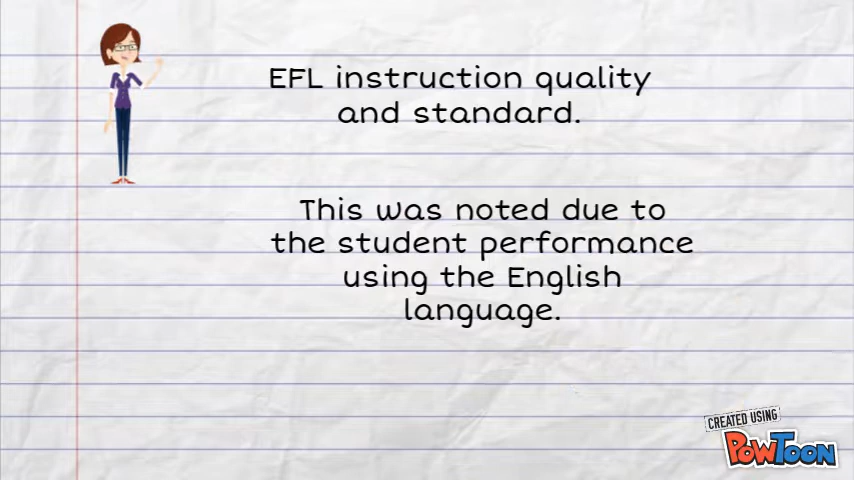 EFL instruction quality
and standard.
This was noted due to
the student performance
using the English
language.
CREATED USING
POWTOON